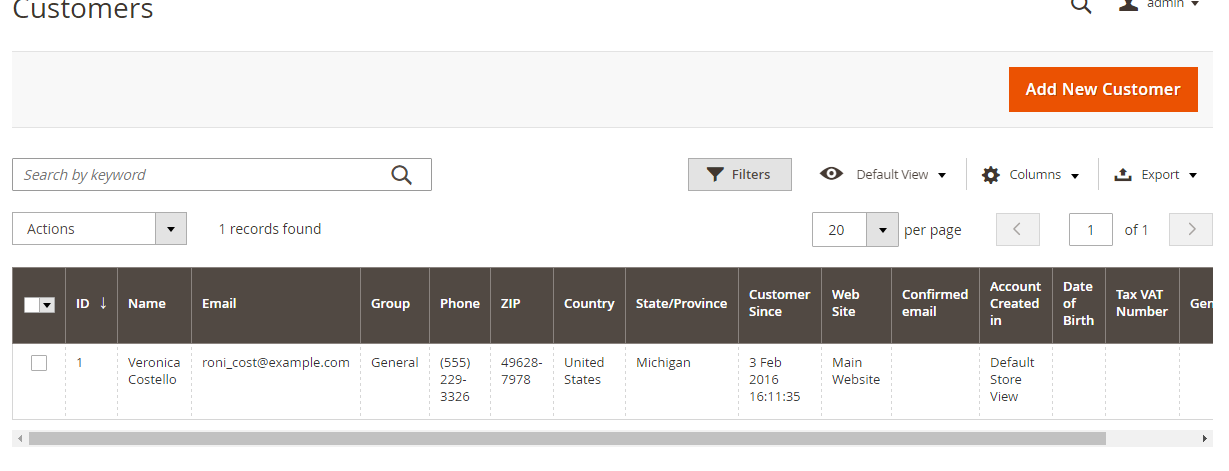 Customers
admin
Add New Customer
Search by keyword
Filters
Default View
Columns
Export
Actions
1 records found
20
per page
1
of 1
ID ↓
Name
Email
Group
Phone
ZIP
Country
State/Province
Customer
Since
Web
Site
Confirmed
email
Account
Created
in
Date
of
Birth
Tax VAT
Number
Gen
1
Veronica
Costello
roni_cost@example.com
General
(555)
229-
3326
49628-
7978
United
States
Michigan
3 Feb
2016
16:11:35
Main
Website
Default
Store
View